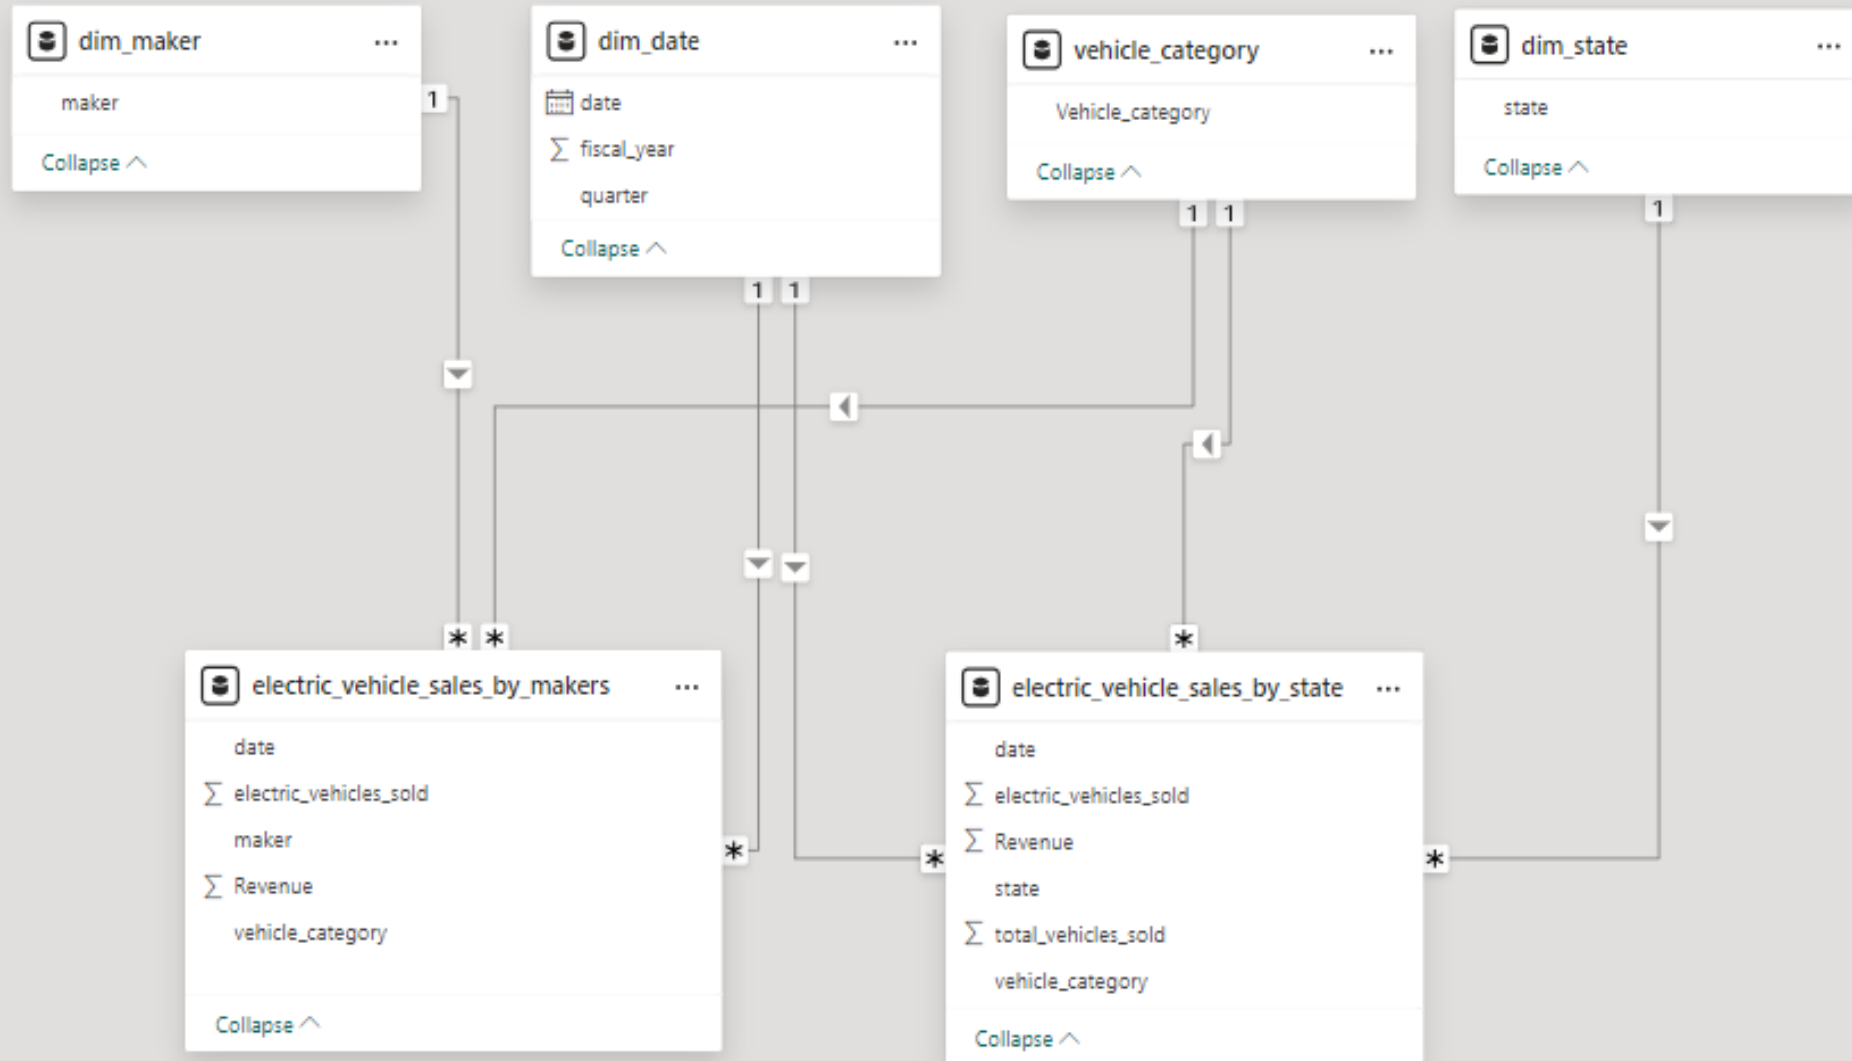 dim_maker ...
maker
Collapse
dim_date ...
date
fiscal_year
quarter
Collapse
vehicle_category ...
Vehicle_category
Collapse
dim_state ...
state
Collapse
1
1 1
1 1
1
* *
*
*
*
*
electric_vehicle_sales_by_makers ...
date
Σ electric_vehicles_sold
maker
Σ Revenue
vehicle_category
Collapse
electric_vehicle_sales_by_state ...
date
Σ electric_vehicles_sold
Σ Revenue
state
Σ total_vehicles_sold
vehicle_category
Collapse